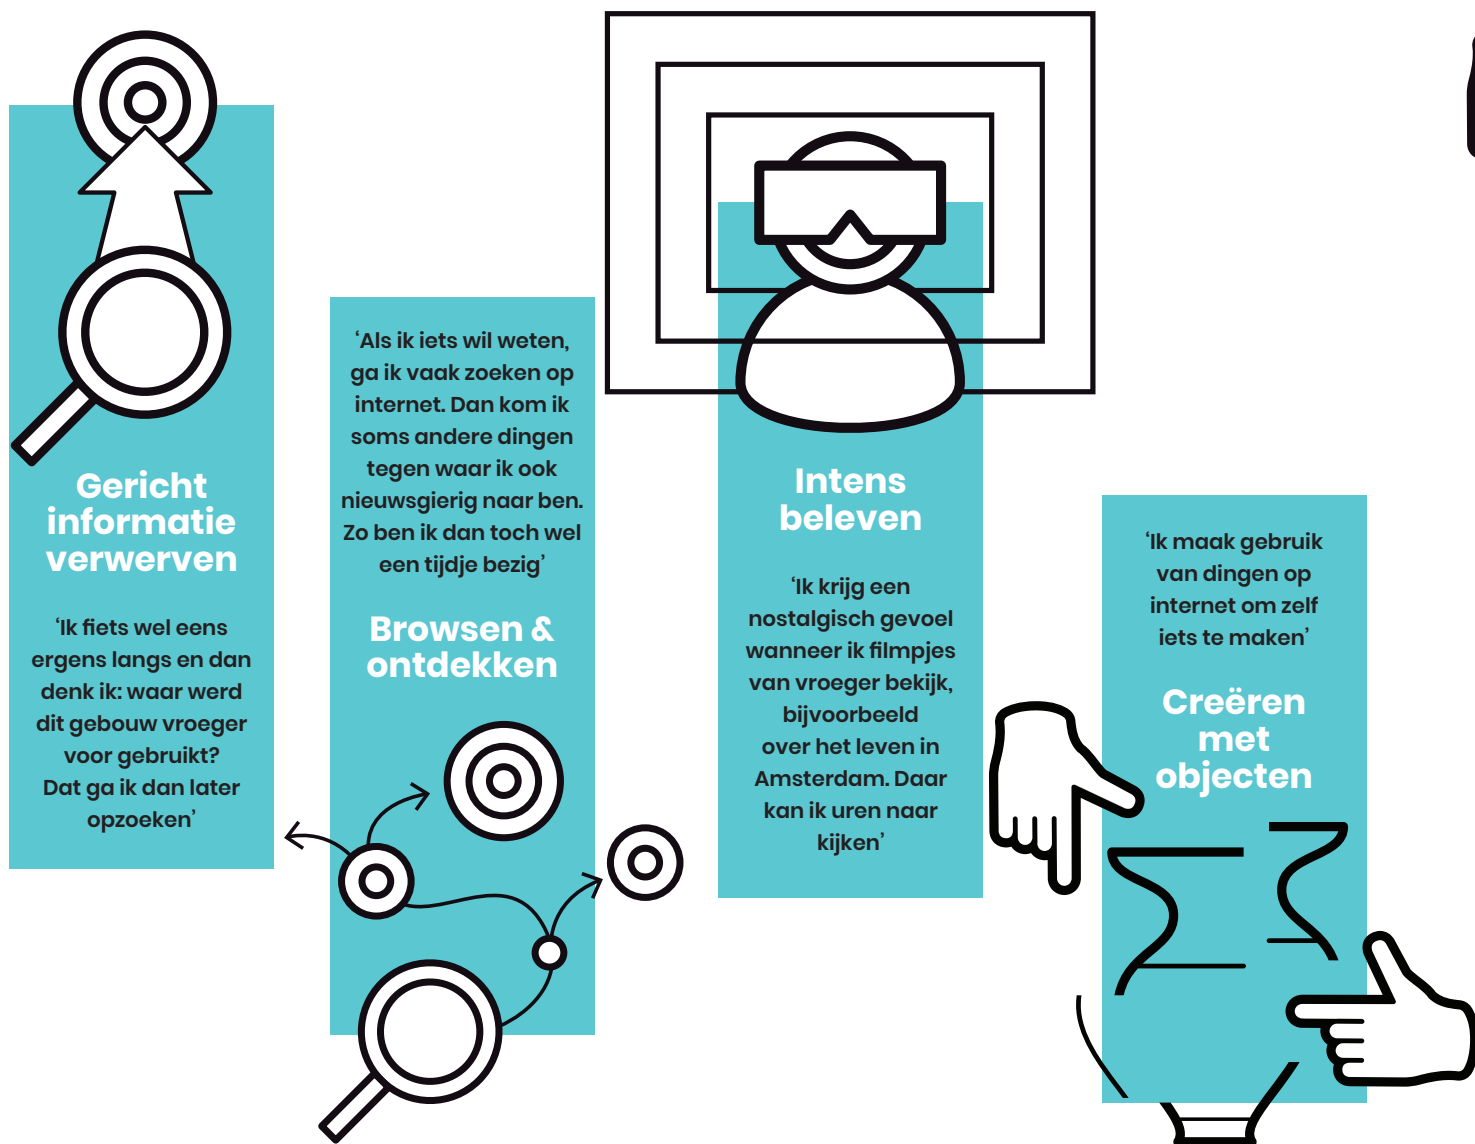 Gericht
informatie
verwerven
‘Ik fiets wel eens
ergens langs en dan
denk ik: waar werd
dit gebouw vroeger
voor gebruikt?
Dat ga ik dan later
opzoeken’
‘Als ik iets wil weten,
ga ik vaak zoeken op
internet. Dan kom ik
soms andere dingen
tegen waar ik ook
nieuwsgierig naar ben.
Zo ben ik dan toch wel
een tijdje bezig’
Browsen &
ontdekken
Intens
beleven
‘Ik krijg een
nostalgisch gevoel
wanneer ik filmpjes
van vroeger bekijk,
bijvoorbeeld
over het leven in
Amsterdam. Daar
kan ik uren naar
kijken’
‘Ik maak gebruik
van dingen op
internet om zelf
iets te maken’
Creëren
met
objecten